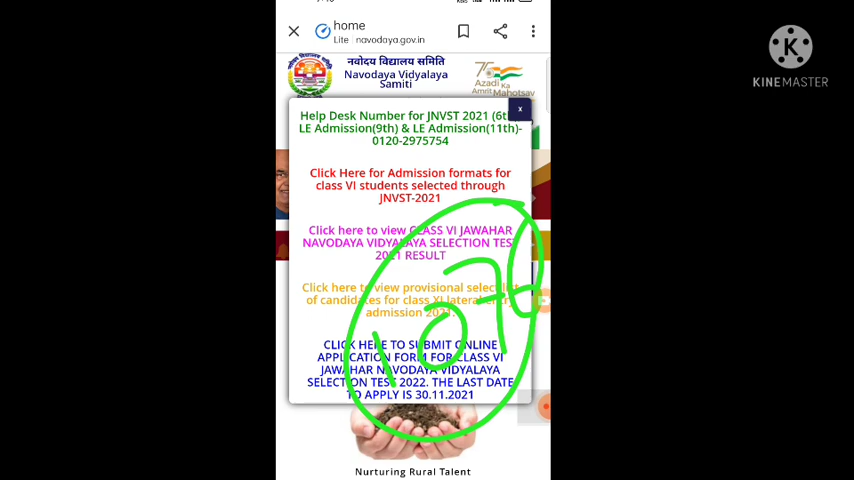 home
Lite | navodaya.gov.in
नवोदय विद्यालय समिति
Navodaya Vidyalaya
Samiti
Azadi Ka
Amrit Mahotsav
K
KINEMASTER
x
Help Desk Number for JNVST 2021 (6th
LE Admission(9th) & LE Admission(11th)-
0120-2975754
Click Here for Admission formats for
class VI students selected through
JNVST-2021
Click here to view CLASS VI JAWAHAR
NAVODAYA VIDYALAYA SELECTION TEST
2021 RESULT
Click here to view provisional select list
of candidates for class XI lateral entry
admission 2021.
CLICK HERE TO SUBMIT ONLINE
APPLICATION FORM FOR CLASS VI
JAWAHAR NAVODAYA VIDYALAYA
SELECTION TEST 2022. THE LAST DATE
TO APPLY IS 30.11.2021
Nurturing Rural Talent